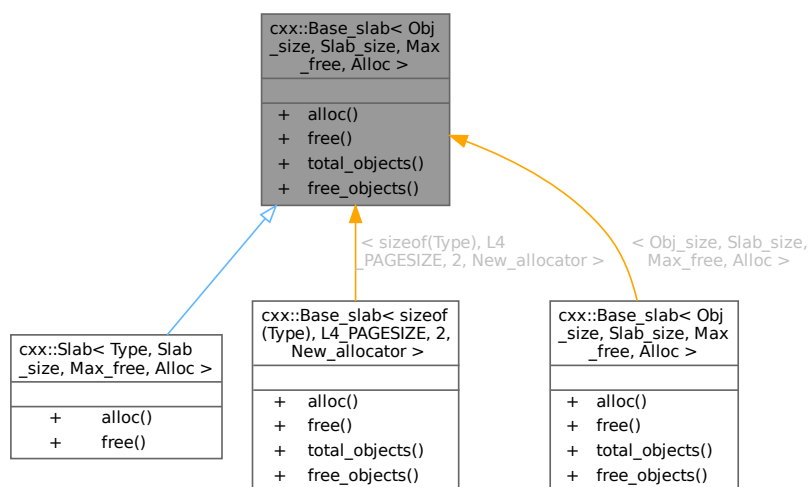 cxx::Base_slab< Obj
_size, Slab_size, Max
_free, Alloc >
+ alloc()
+ free()
+ total_objects()
+ free_objects()
< sizeof(Type), L4
_PAGESIZE, 2, New_allocator >
< Obj_size, Slab_size,
Max_free, Alloc >
cxx::Slab< Type, Slab
_size, Max_free, Alloc >
+ alloc()
+ free()
cxx::Base_slab< sizeof
(Type), L4_PAGESIZE, 2,
New_allocator >
+ alloc()
+ free()
+ total_objects()
+ free_objects()
cxx::Base_slab< Obj
_size, Slab_size, Max
_free, Alloc >
+ alloc()
+ free()
+ total_objects()
+ free_objects()